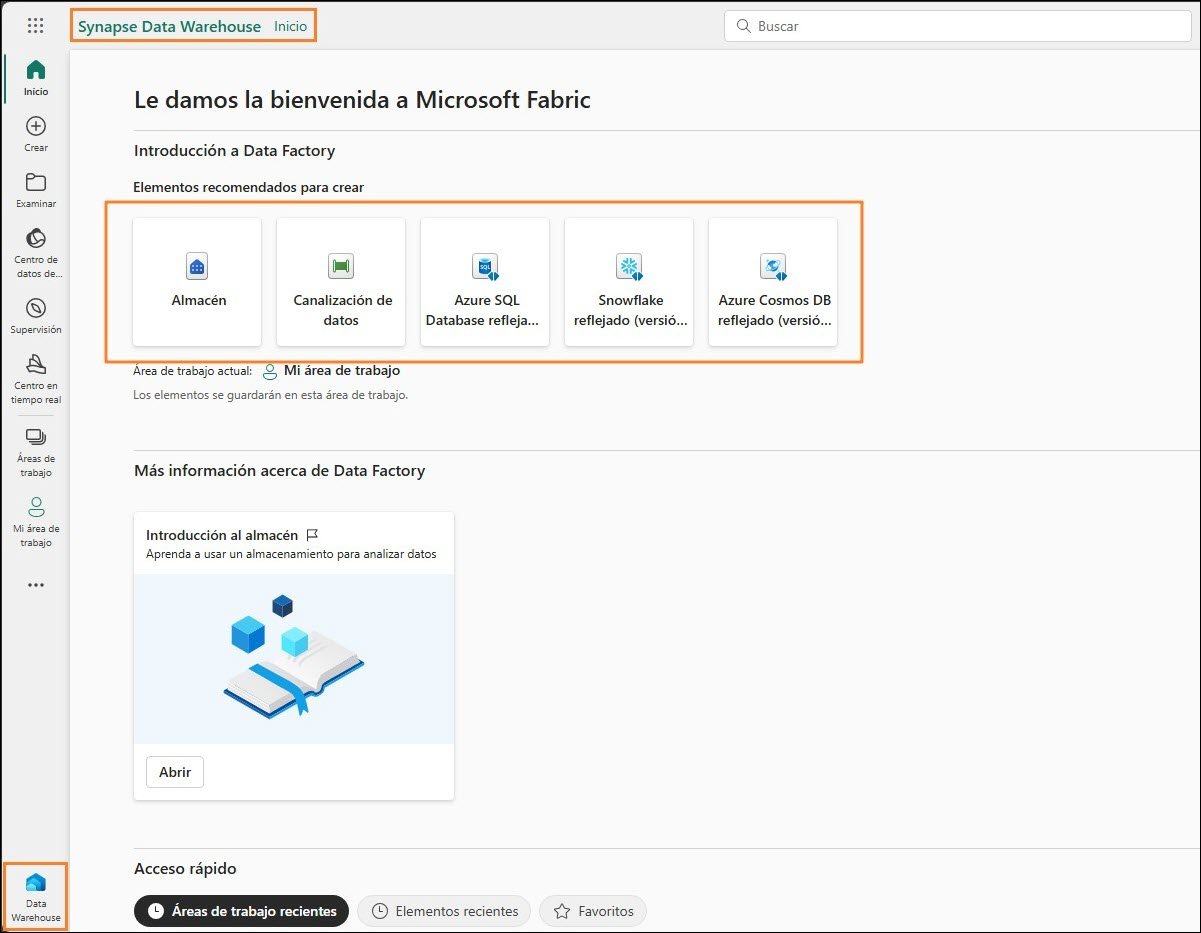 Synapse Data Warehouse Inicio
Buscar
Inicio
Crear
Examinar
Centro de
datos de...
Supervisión
Centro en
tiempo real
Áreas de
trabajo
Mi área de
trabajo
Data
Warehouse
Le damos la bienvenida a Microsoft Fabric
Introducción a Data Factory
Elementos recomendados para crear
Almacén
Canalización de
datos
Azure SQL
Database refleja...
Snowflake
reflejado (versió...
Azure Cosmos DB
reflejado (versió...
Área de trabajo actual: Mi área de trabajo
Los elementos se guardarán en esta área de trabajo.
Más información acerca de Data Factory
Introducción al almacén
Aprenda a usar un almacenamiento para analizar datos
Abrir
Acceso rápido
Áreas de trabajo recientes Elementos recientes Favoritos